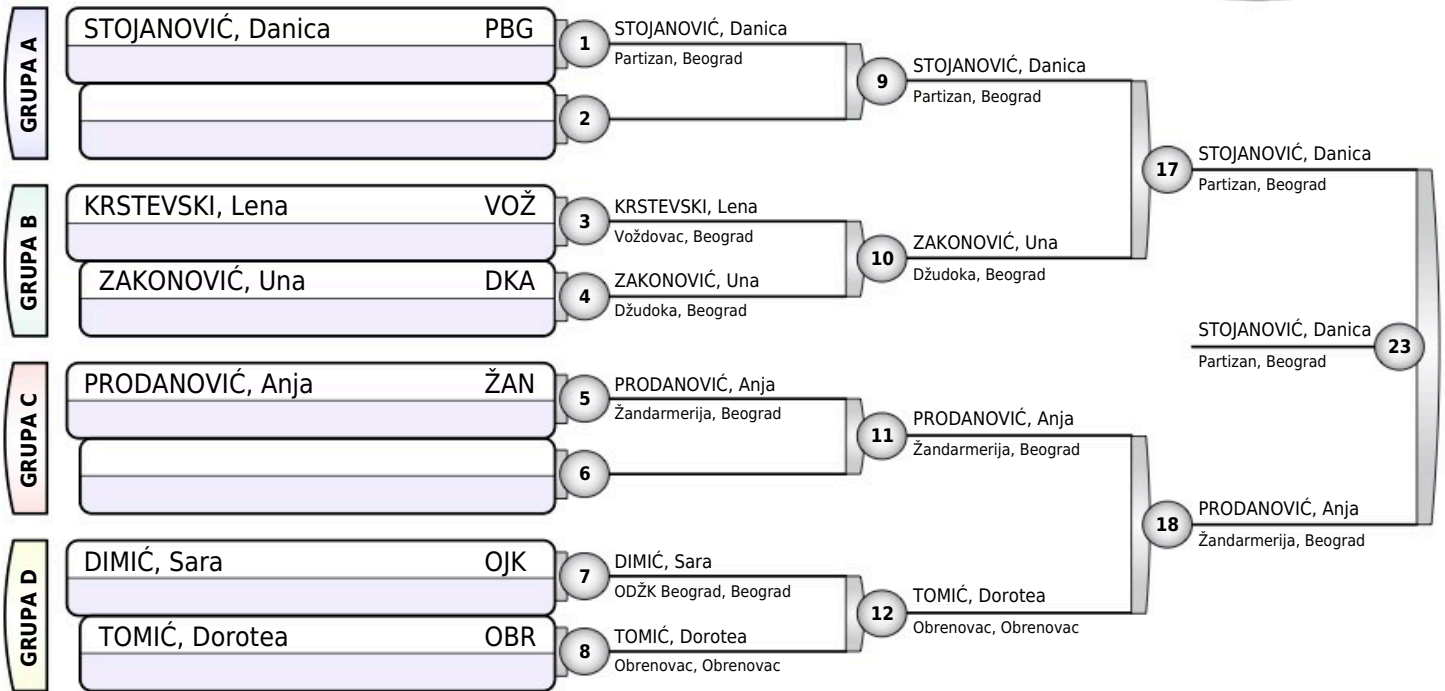 GRUPA A
STOJANOVIĆ, Danica PBG
1
STOJANOVIĆ, Danica
Partizan, Beograd
2
9
STOJANOVIĆ, Danica
Partizan, Beograd
GRUPA B
KRSTEVSKI, Lena VOŽ
3
KRSTEVSKI, Lena
Voždovac, Beograd
ZAKONOVIĆ, Una DKA
4
ZAKONOVIĆ, Una
Džudoka, Beograd
10
ZAKONOVIĆ, Una
Džudoka, Beograd
17
STOJANOVIĆ, Danica
Partizan, Beograd
GRUPA C
PRODANOVIĆ, Anja ŽAN
5
PRODANOVIĆ, Anja
Žandarmerija, Beograd
6
11
PRODANOVIĆ, Anja
Žandarmerija, Beograd
GRUPA D
DIMIĆ, Sara OJK
7
DIMIĆ, Sara
ODŽK Beograd, Beograd
TOMIĆ, Dorotea OBR
8
TOMIĆ, Dorotea
Obrenovac, Obrenovac
12
TOMIĆ, Dorotea
Obrenovac, Obrenovac
18
PRODANOVIĆ, Anja
Žandarmerija, Beograd
STOJANOVIĆ, Danica
Partizan, Beograd
23